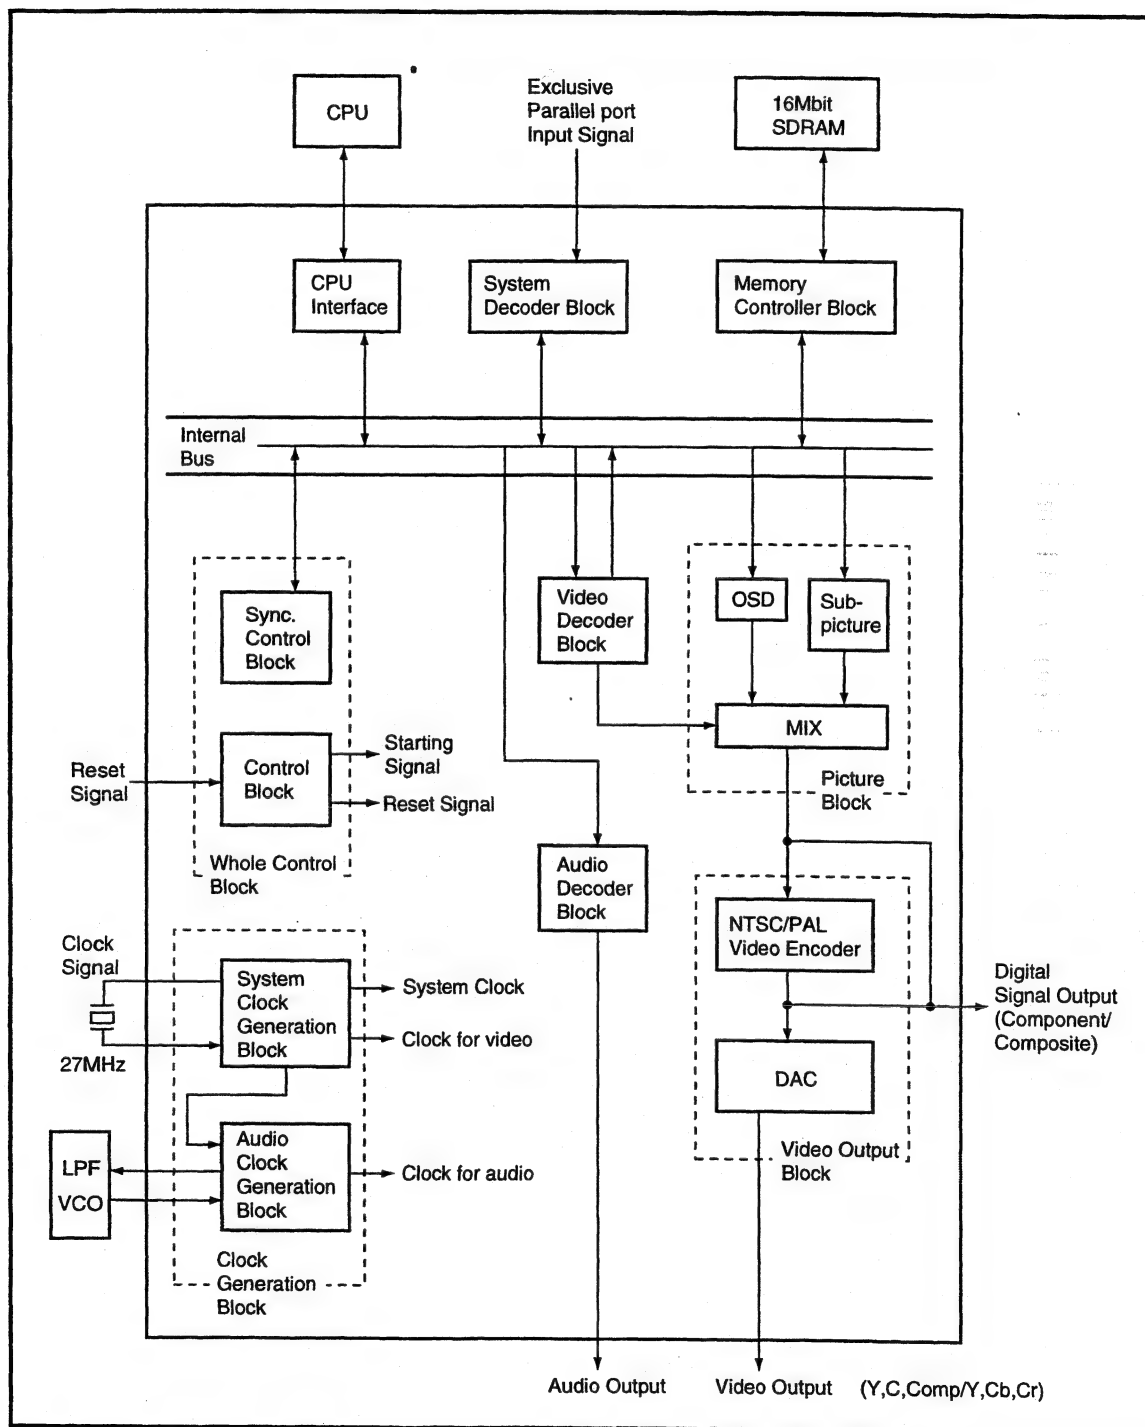 CPU
Exclusive
Parallel port
Input Signal
16Mbit
SDRAM
CPU
Interface
System
Decoder Block
Memory
Controller Block
Internal
Bus
Sync.
Control
Block
Video
Decoder
Block
OSD
Sub-
picture
MIX
Reset
Signal
Control
Block
Starting
Signal
Reset Signal
Picture
Block
Whole Control
Block
Audio
Decoder
Block
NTSC/PAL
Video Encoder
Clock
Signal
27MHz
System
Clock
Generation
Block
System Clock
Clock for video
Digital
Signal Output
(Component/
Composite)
DAC
LPF
VCO
Audio
Clock
Generation
Block
Clock for audio
Video Output
Block
Clock
Generation
Block
Audio Output
Video Output
(Y,C,Comp/Y,Cb,Cr)